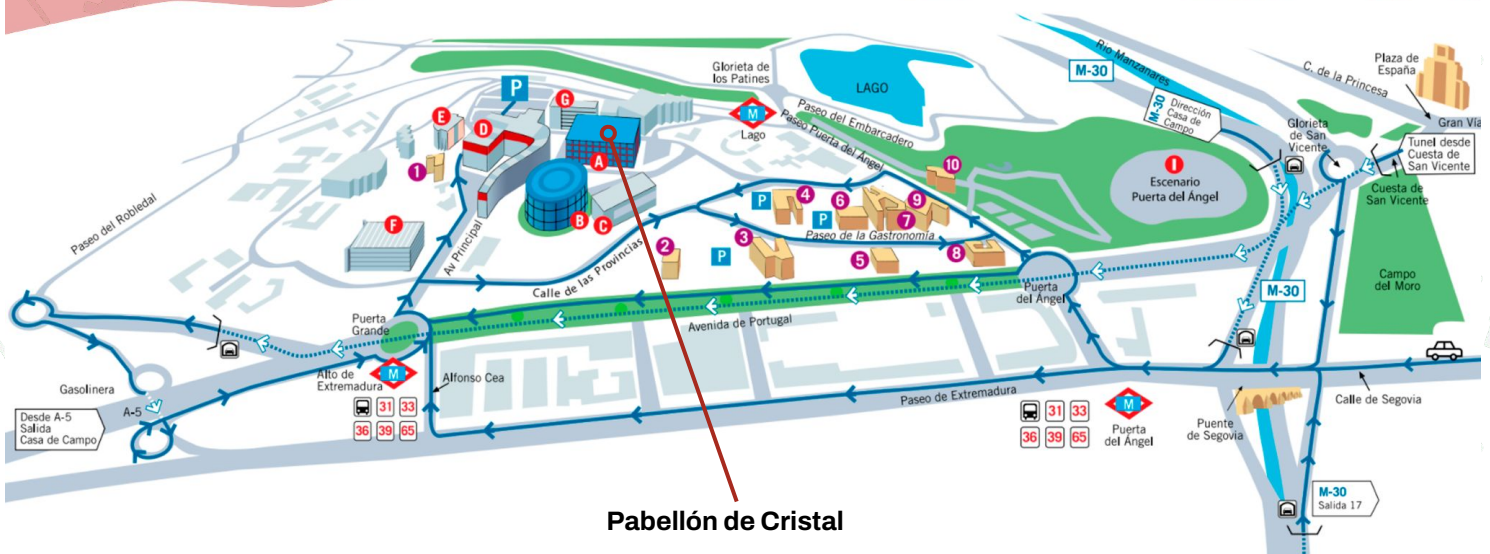 Glorieta de
los Patines
LAGO
M-30
Rio Manzanares
Plaza de
España
C. de la Princesa
Gran Vía
M-30 Dirección
Casa de
Campo
Glorieta
de San
Vicente
Tunel desde
Cuesta de
San Vicente
Cuesta de
San Vicente
P
G
E
D
A
M
Lago
Paseo del Embarcadero
Paseo Puerta del Ángel
I
Escenario
Puerta del Ángel
1
10
4
6
9
7
P
P
Paseo de la Gastronomía
B
C
F
2
P
3
5
8
Paseo del Robledal
Av Principal
Calle de las Provincias
Puerta
del Ángel
Campo
del Moro
M-30
Puerta
Grande
Avenida de Portugal
Gasolinera
Alto de
Extremadura
M
Alfonso Cea
Paseo de Extremadura
Calle de Segovia
Desde A-5
Salida
Casa de Campo
A-5
31 33
36 39 65
31 33
36 39 65
M
Puerta
del Ángel
Puente
de Segovia
M-30
Salida 17
Pabellón de Cristal